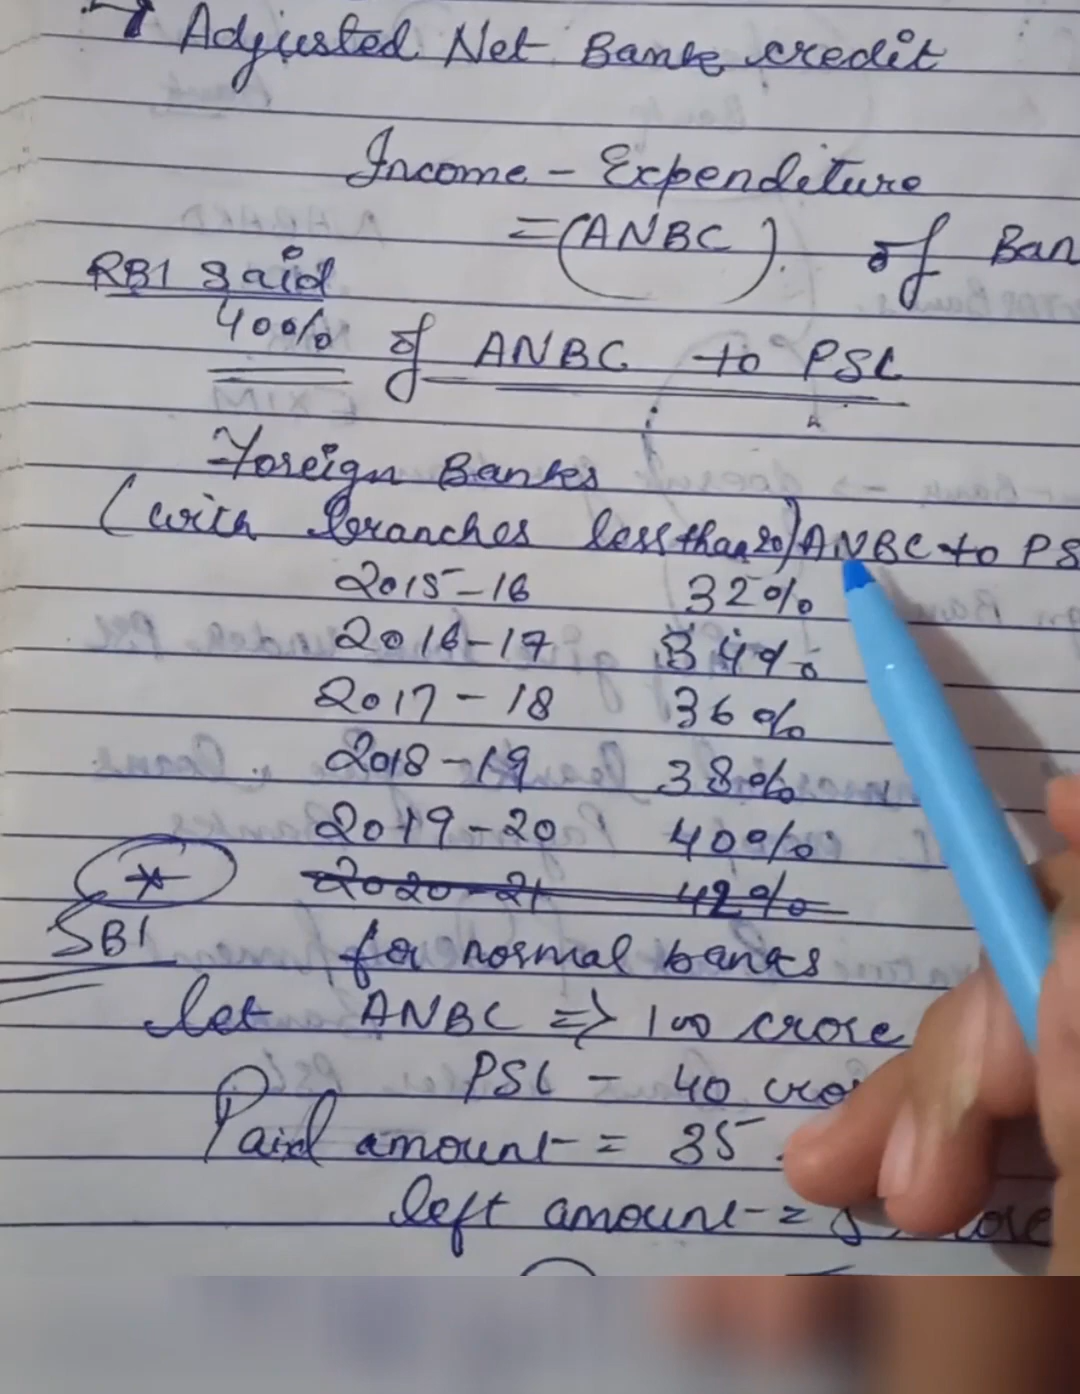 Adjusted Net Bank credit
Income - Expenditure
= (ANBC) of Ban
RBI said
40% of ANBC to PSL
Foreign Banks
(with branches less than 20) ANBC to PS
2015-16 32%
2016-17 34%
2017-18 36%
2018-19 38%
2019-20 40%
* 2020-21 42%
SBI for normal banks
let ANBC => 100 crore
PSL - 40 cro
Paid amount = 35
left amount =